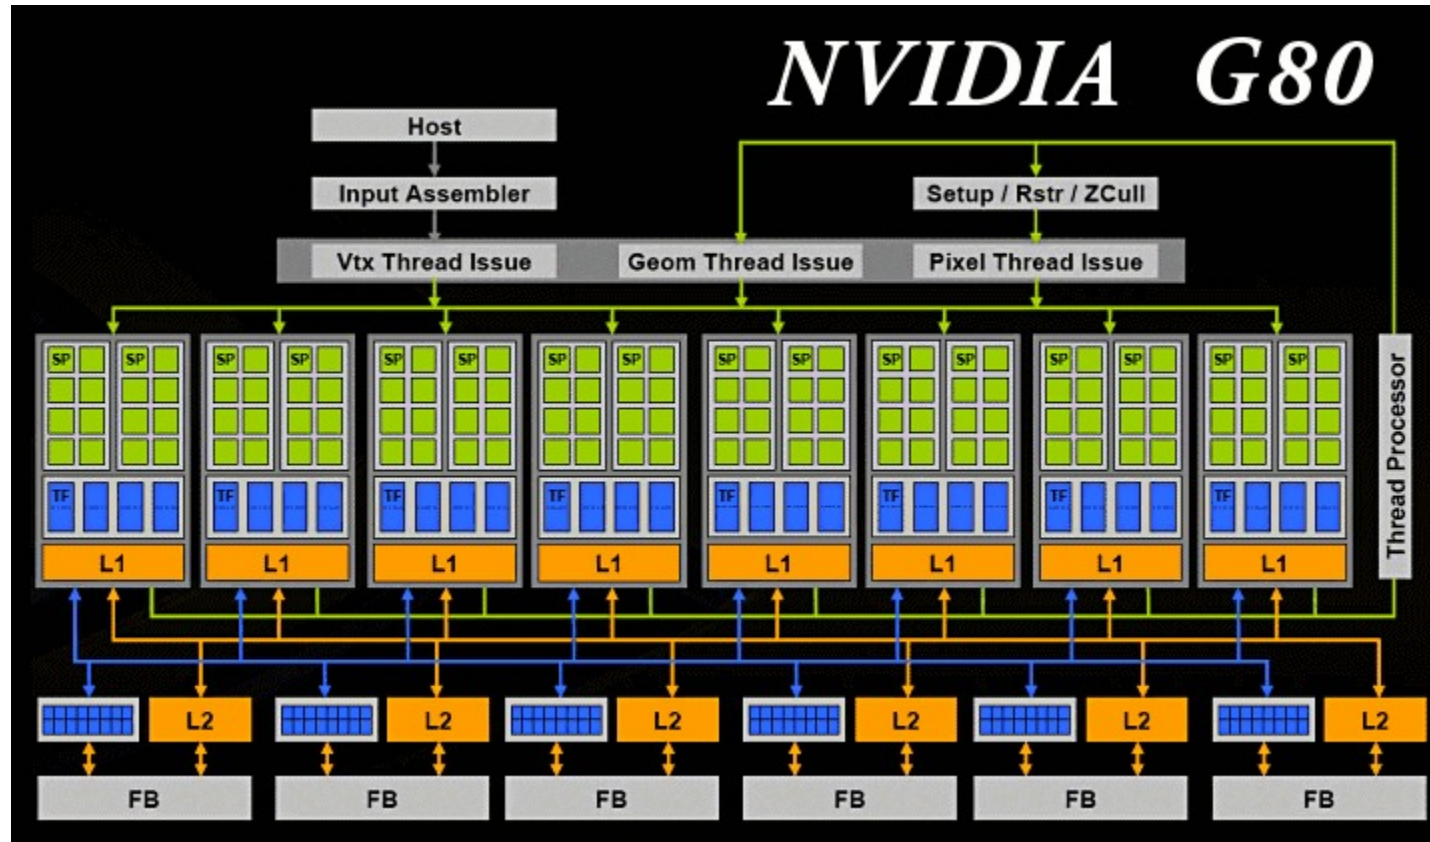 NVIDIA G80
Host
Input Assembler
Setup / Rstr / ZCull
Vtx Thread Issue
Geom Thread Issue
Pixel Thread Issue
SP SP SP SP SP SP SP SP SP SP SP SP SP SP SP SP
Thread Processor
TF TF TF TF TF TF TF TF
L1 L1 L1 L1 L1 L1 L1 L1
L2 L2 L2 L2 L2 L2
FB FB FB FB FB FB